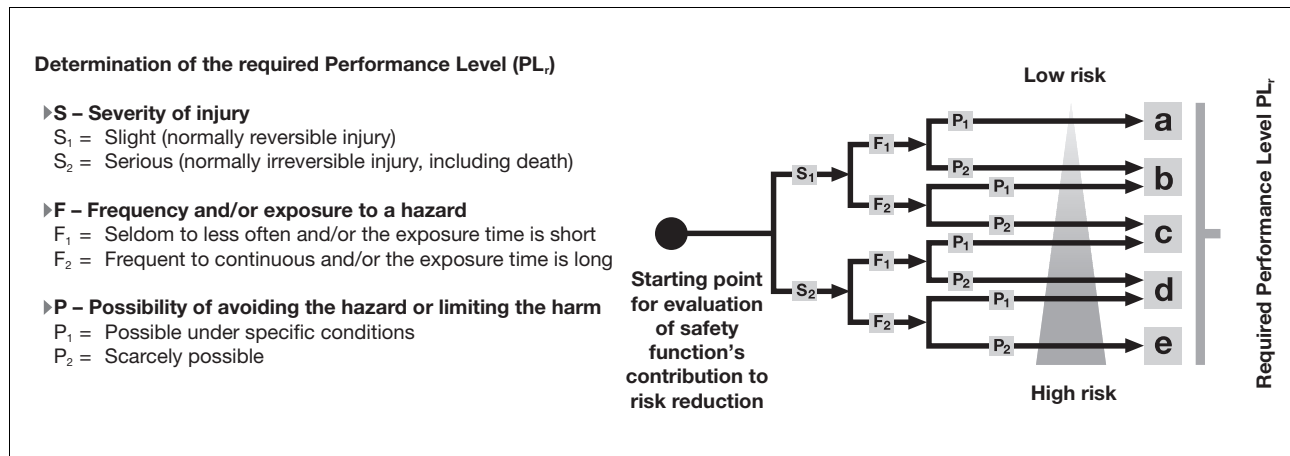 Determination of the required Performance Level (PLr)
S – Severity of injury
S1 = Slight (normally reversible injury)
S2 = Serious (normally irreversible injury, including death)
F – Frequency and/or exposure to a hazard
F1 = Seldom to less often and/or the exposure time is short
F2 = Frequent to continuous and/or the exposure time is long
P – Possibility of avoiding the hazard or limiting the harm
P1 = Possible under specific conditions
P2 = Scarcely possible
Starting point
for evaluation
of safety
function’s
contribution to
risk reduction
Low risk
S1
F1
P1
a
P2
b
F2
P1
P2
c
S2
F1
P1
P2
d
F2
P1
P2
e
High risk
Required Performance Level PLr